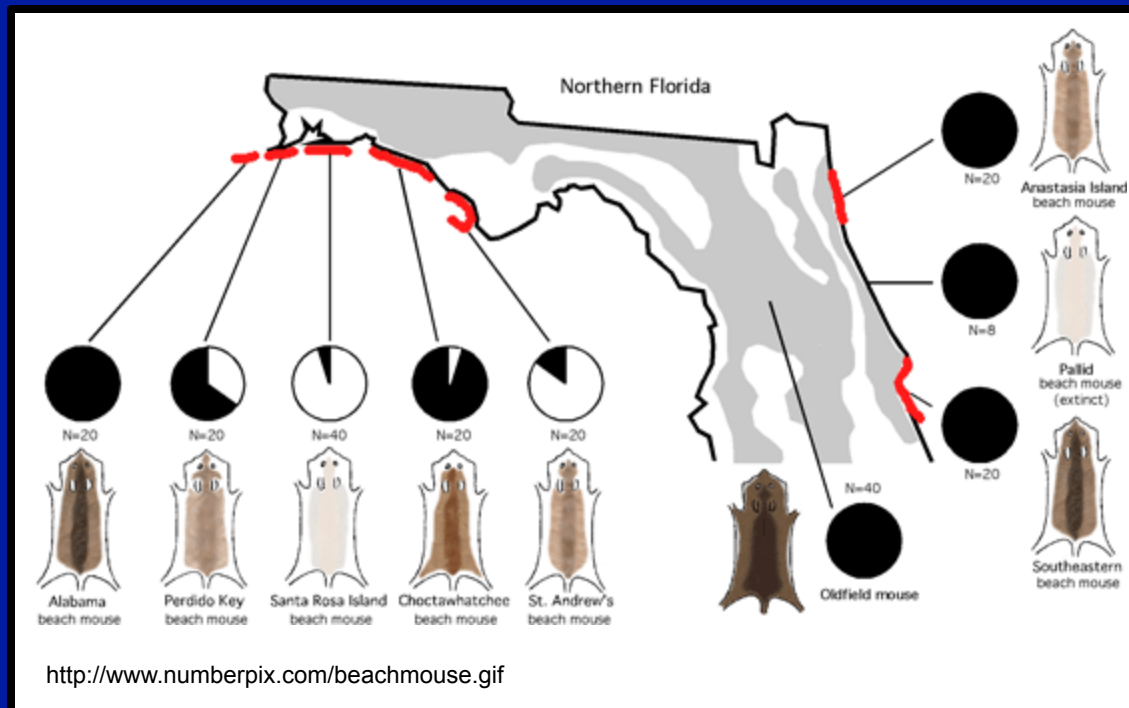 Northern Florida
N=20
Anastasia Island
beach mouse
N=8
Pallid
beach mouse
(extinct)
N=20
Southeastern
beach mouse
N=20
N=20
N=40
N=20
N=20
Alabama
beach mouse
Perdido Key
beach mouse
Santa Rosa Island
beach mouse
Choctawhatchee
beach mouse
St. Andrew's
beach mouse
N=40
Oldfield mouse
http://www.numberpix.com/beachmouse.gif